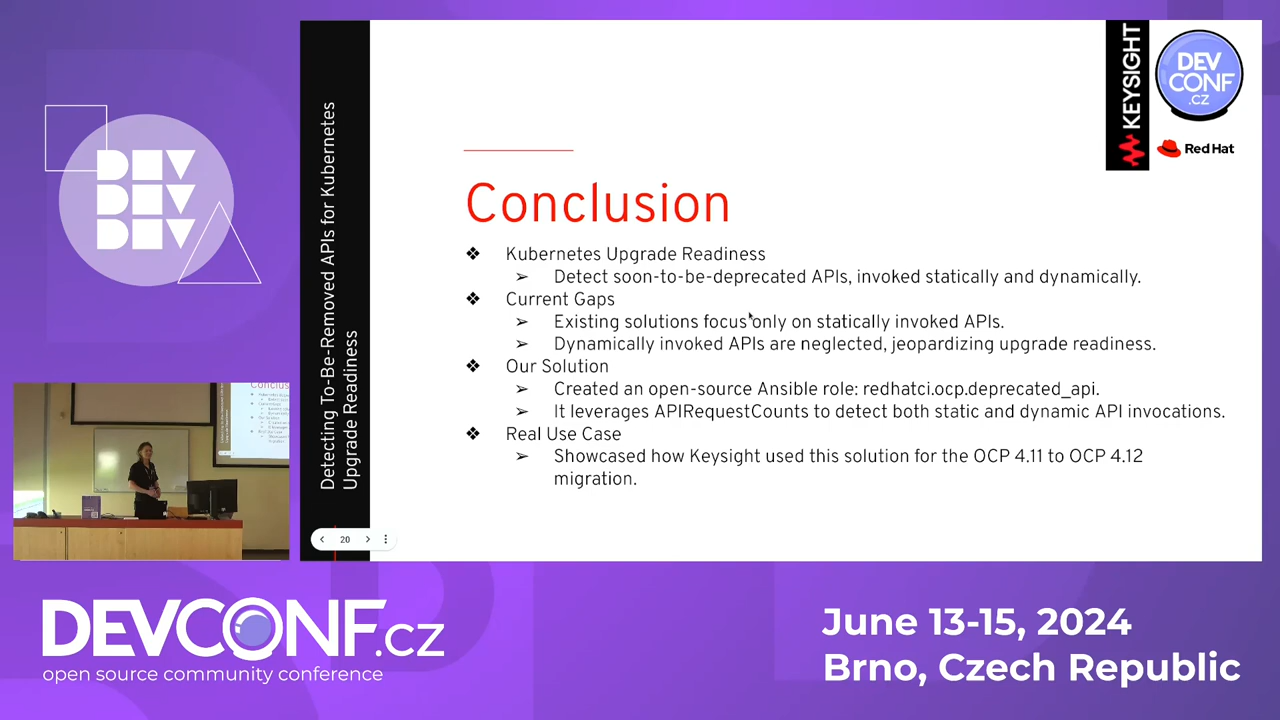 DEV
DEV
DEV
Detecting To-Be-Removed APIs for Kubernetes
Upgrade Readiness
KEYSIGHT
DEV
CONF
.CZ
Red Hat
Conclusion
❖ Kubernetes Upgrade Readiness
➢ Detect soon-to-be-deprecated APIs, invoked statically and dynamically.
❖ Current Gaps
➢ Existing solutions focus only on statically invoked APIs.
➢ Dynamically invoked APIs are neglected, jeopardizing upgrade readiness.
❖ Our Solution
➢ Created an open-source Ansible role: redhatci.ocp.deprecated_api.
➢ It leverages APIRequestCounts to detect both static and dynamic API invocations.
❖ Real Use Case
➢ Showcased how Keysight used this solution for the OCP 4.11 to OCP 4.12
migration.
20
Conclusion
DEVCONF.cz
open source community conference
June 13-15, 2024
Brno, Czech Republic